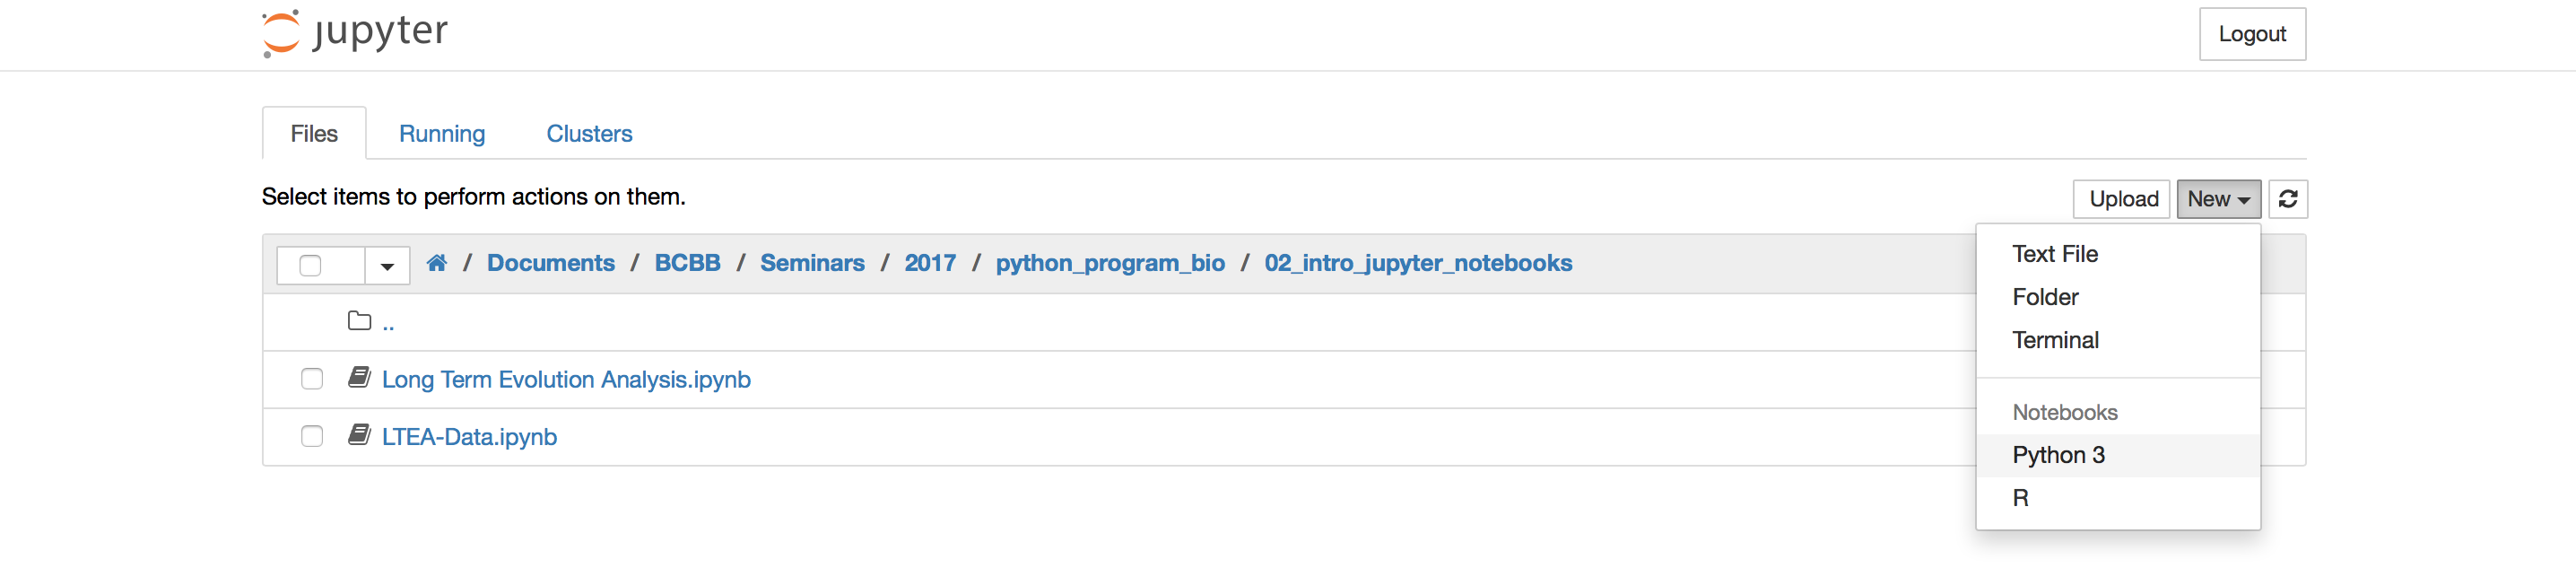 jupyter
Logout
Files Running Clusters
Select items to perform actions on them.
Upload New
/ Documents / BCBB / Seminars / 2017 / python_program_bio / 02_intro_jupyter_notebooks
..
Long Term Evolution Analysis.ipynb
LTEA-Data.ipynb
Text File
Folder
Terminal
Notebooks
Python 3
R